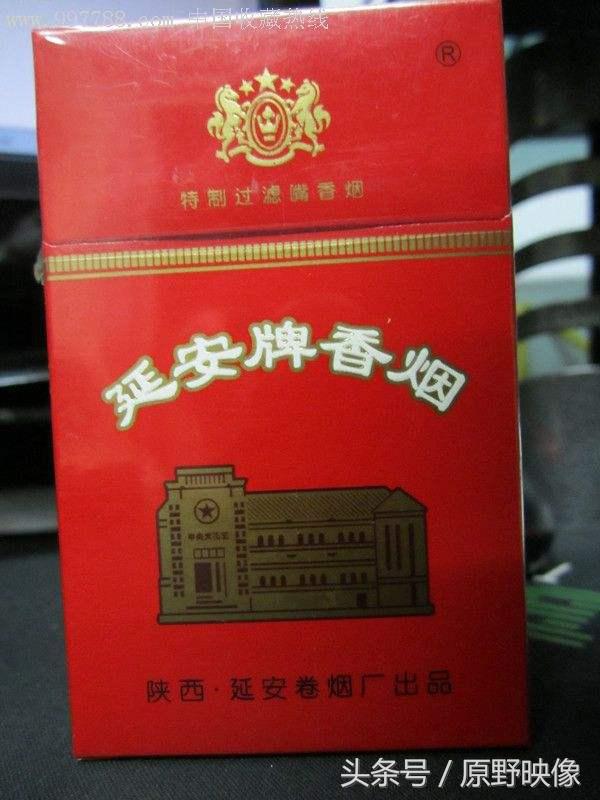 www.997788.com 中国收藏热线
®
特制过滤嘴香烟
延安牌香烟
中央大礼堂
陕西·延安卷烟厂出品
头条号 / 原野映像